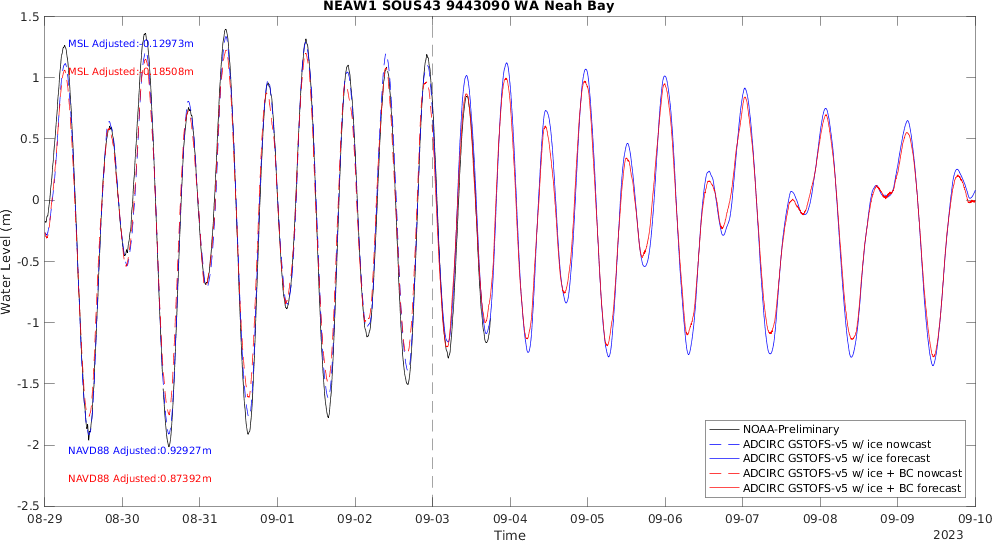 NEAW1 SOUS43 9443090 WA Neah Bay
1.5
1
0.5
0
-0.5
-1
-1.5
-2
-2.5
Water Level (m)
MSL Adjusted:-0.12973m
MSL Adjusted:-0.18508m
NAVD88 Adjusted:0.92927m
NAVD88 Adjusted:0.87392m
NOAA-Preliminary
ADCIRC GSTOFS-v5 w/ ice nowcast
ADCIRC GSTOFS-v5 w/ ice forecast
ADCIRC GSTOFS-v5 w/ ice + BC nowcast
ADCIRC GSTOFS-v5 w/ ice + BC forecast
08-29 08-30 08-31 09-01 09-02 09-03 09-04 09-05 09-06 09-07 09-08 09-09 09-10
Time
2023